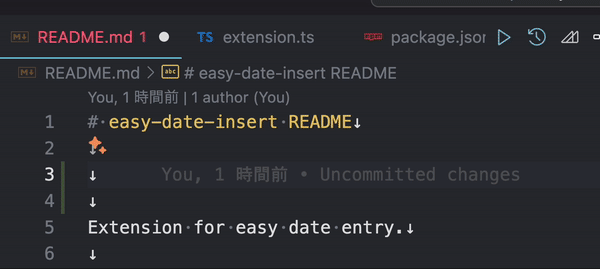 README.md 1 TS extension.ts package.json
README.md > # easy-date-insert README
You, 1 時間前 | 1 author (You)
1 #·easy-date-insert·README↓
2 ↓
3 ↓ You, 1 時間前 • Uncommitted changes
4 ↓
5 Extension·for·easy·date·entry.↓
6 ↓